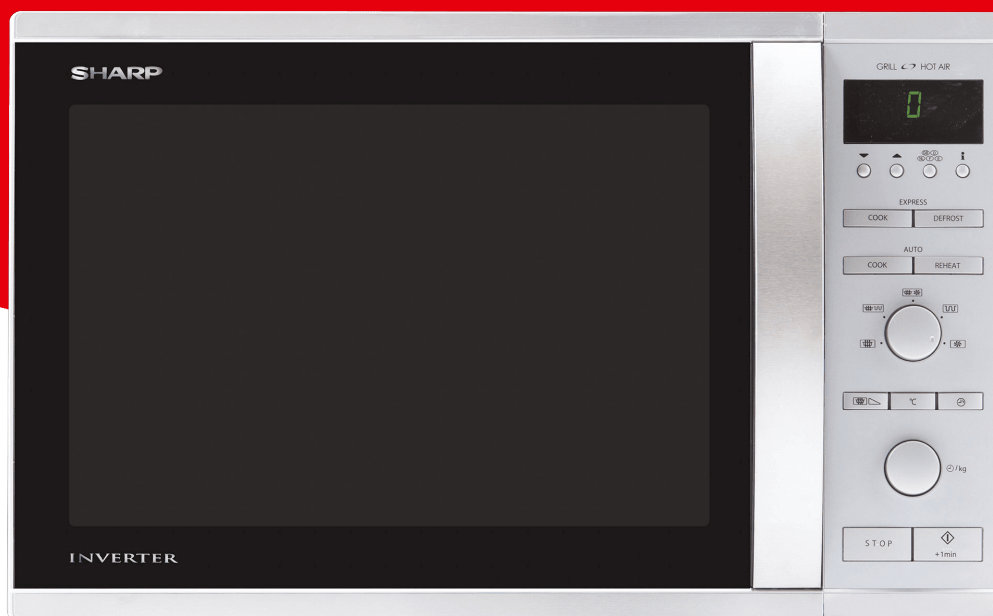 SHARP
GRILL HOT AIR
0
EXPRESS
COOK DEFROST
AUTO
COOK REHEAT
°C
/kg
INVERTER
STOP
+1min